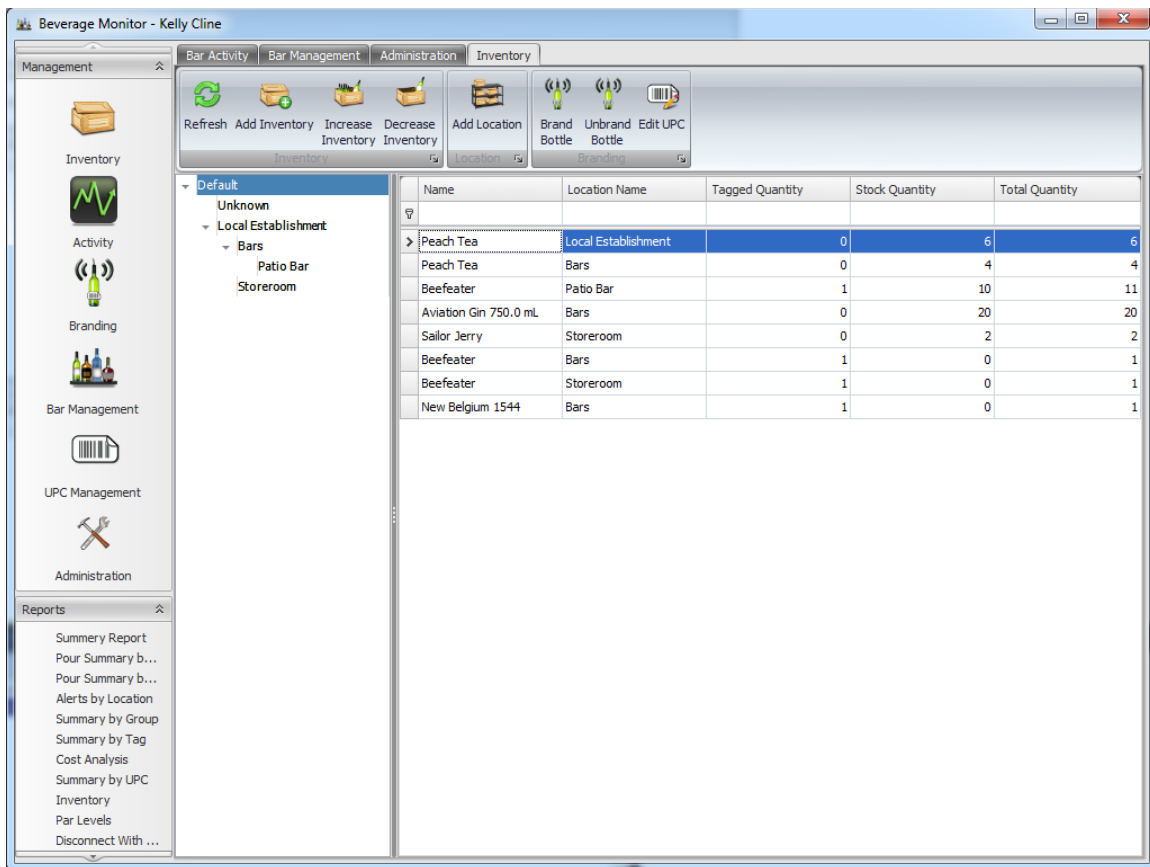 Beverage Monitor - Kelly Cline
Management
Inventory
Activity
Branding
Bar Management
UPC Management
Administration
Reports
Summery Report
Pour Summary b...
Pour Summary b...
Alerts by Location
Summary by Group
Summary by Tag
Cost Analysis
Summary by UPC
Inventory
Par Levels
Disconnect With ...
Bar Activity Bar Management Administration Inventory
Refresh Add Inventory Increase Decrease Add Location Brand Unbrand Edit UPC
Inventory Inventory Bottle Bottle
Inventory Location Branding
Default
Unknown
Local Establishment
Bars
Patio Bar
Storeroom
Name Location Name Tagged Quantity Stock Quantity Total Quantity
Peach Tea Local Establishment 0 6 6
Peach Tea Bars 0 4 4
Beefeater Patio Bar 1 10 11
Aviation Gin 750.0 mL Bars 0 20 20
Sailor Jerry Storeroom 0 2 2
Beefeater Bars 1 0 1
Beefeater Storeroom 1 0 1
New Belgium 1544 Bars 1 0 1